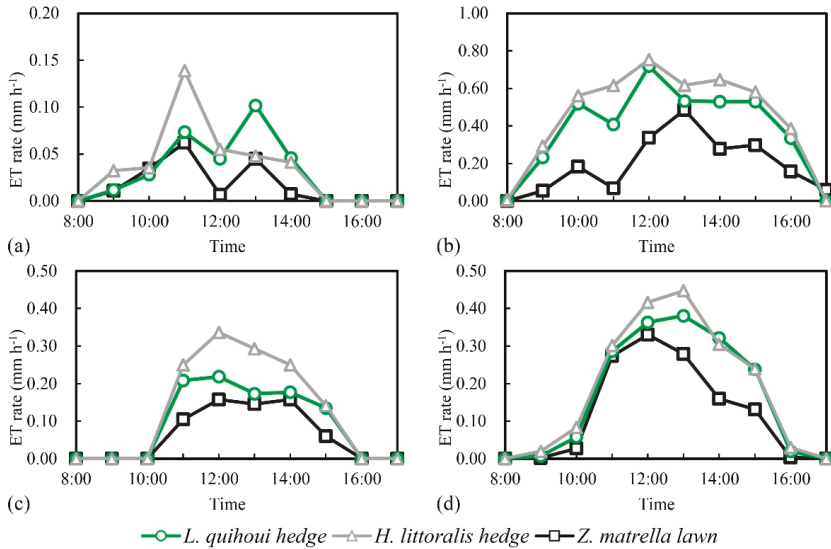 0.20
0.15
0.10
0.05
0.00
ET rate (mm h⁻¹)
8:00 10:00 12:00 14:00 16:00
Time
(a)
1.00
0.80
0.60
0.40
0.20
0.00
ET rate (mm h⁻¹)
8:00 10:00 12:00 14:00 16:00
Time
(b)
0.50
0.40
0.30
0.20
0.10
0.00
ET rate (mm h⁻¹)
8:00 10:00 12:00 14:00 16:00
Time
(c)
0.50
0.40
0.30
0.20
0.10
0.00
ET rate (mm h⁻¹)
8:00 10:00 12:00 14:00 16:00
Time
(d)
L. quihoui hedge H. littoralis hedge Z. matrella lawn